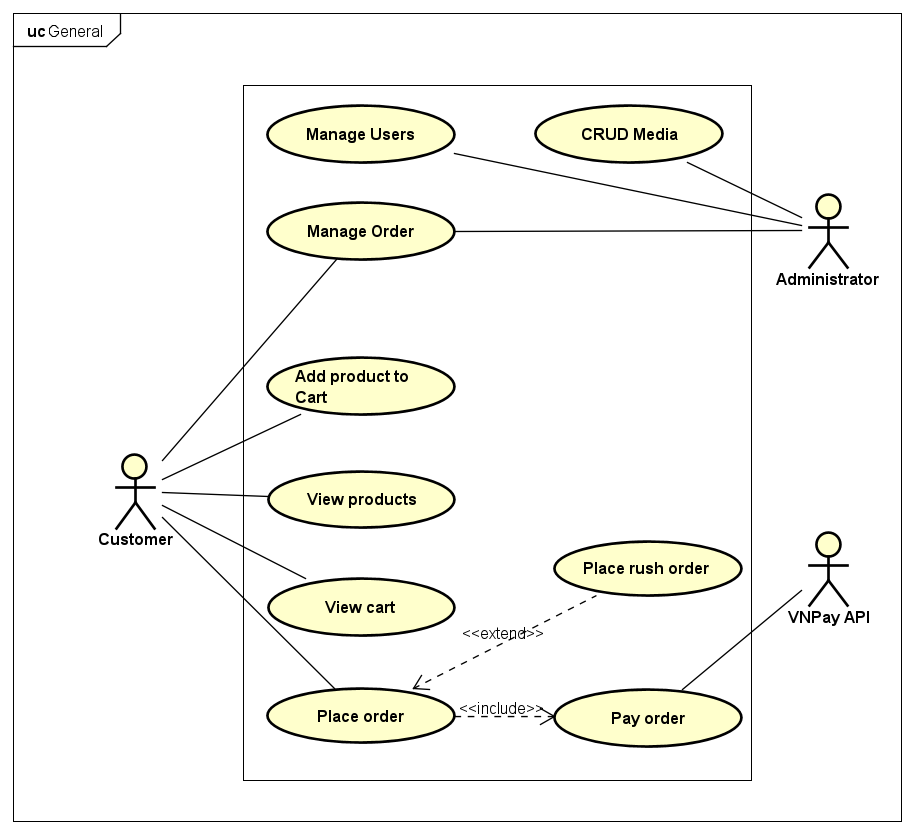 uc General
Manage Users
CRUD Media
Manage Order
Administrator
Add product to
Cart
View products
Customer
Place rush order
View cart
VNPay API
<<extend>>
<<include>>
Place order
Pay order